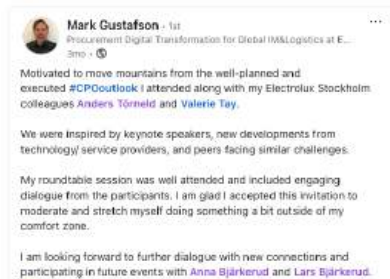 Mark Gustafson · 1st
Procurement Digital Transformation for Global IM&Logistics at E...
3mo ·
Motivated to move mountains from the well-planned and
executed #CPOoutlook I attended along with my Electrolux Stockholm
colleagues Anders Törneld and Valerie Tay.
We were inspired by keynote speakers, new developments from
technology/ service providers, and peers facing similar challenges.
My roundtable session was well attended and included engaging
dialogue from the participants. I am glad I accepted this invitation to
moderate and stretch myself doing something a bit outside of my
comfort zone.
I am looking forward to further dialogue with new connections and
participating in future events with Anna Bjärkerud and Lars Bjärkerud.